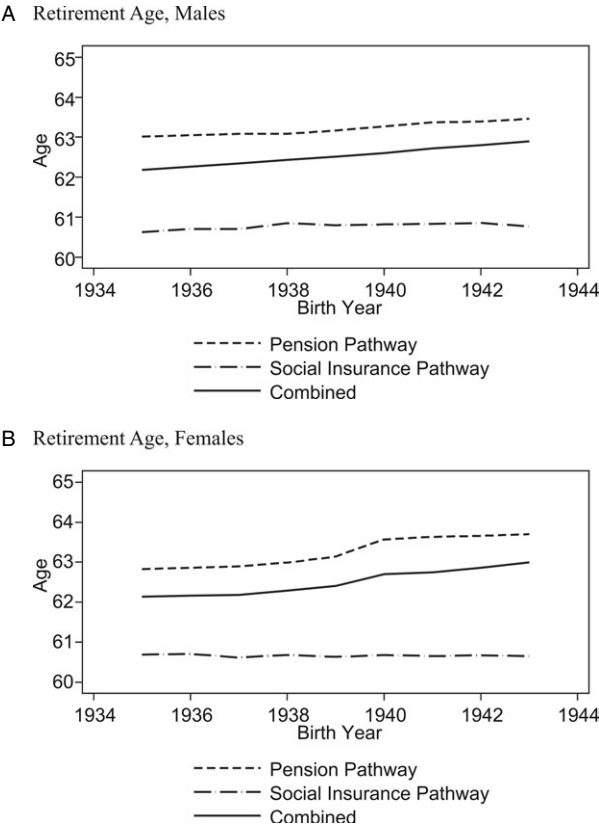 A Retirement Age, Males
65
64
63
62
61
60
Age
1934 1936 1938 1940 1942 1944
Birth Year
Pension Pathway
Social Insurance Pathway
Combined
B Retirement Age, Females
65
64
63
62
61
60
Age
1934 1936 1938 1940 1942 1944
Birth Year
Pension Pathway
Social Insurance Pathway
Combined